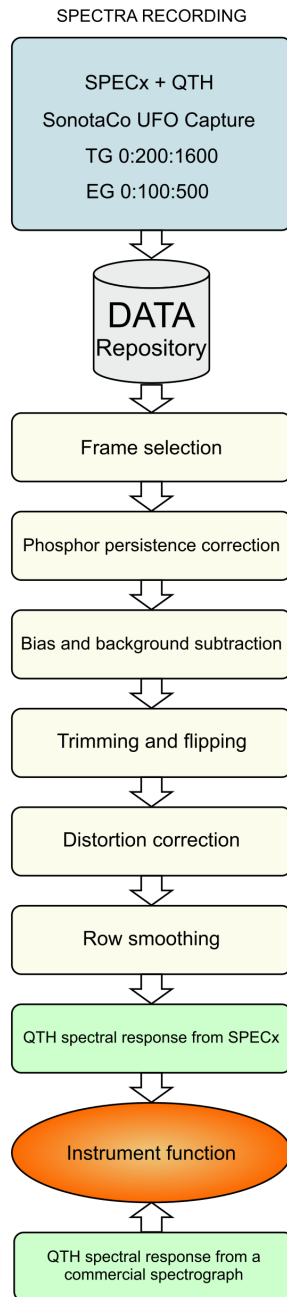 SPECTRA RECORDING
SPECx + QTH
SonotaCo UFO Capture
TG 0:200:1600
EG 0:100:500
DATA
Repository
Frame selection
Phosphor persistence correction
Bias and background subtraction
Trimming and flipping
Distortion correction
Row smoothing
QTH spectral response from SPECx
Instrument function
QTH spectral response from a
commercial spectrograph